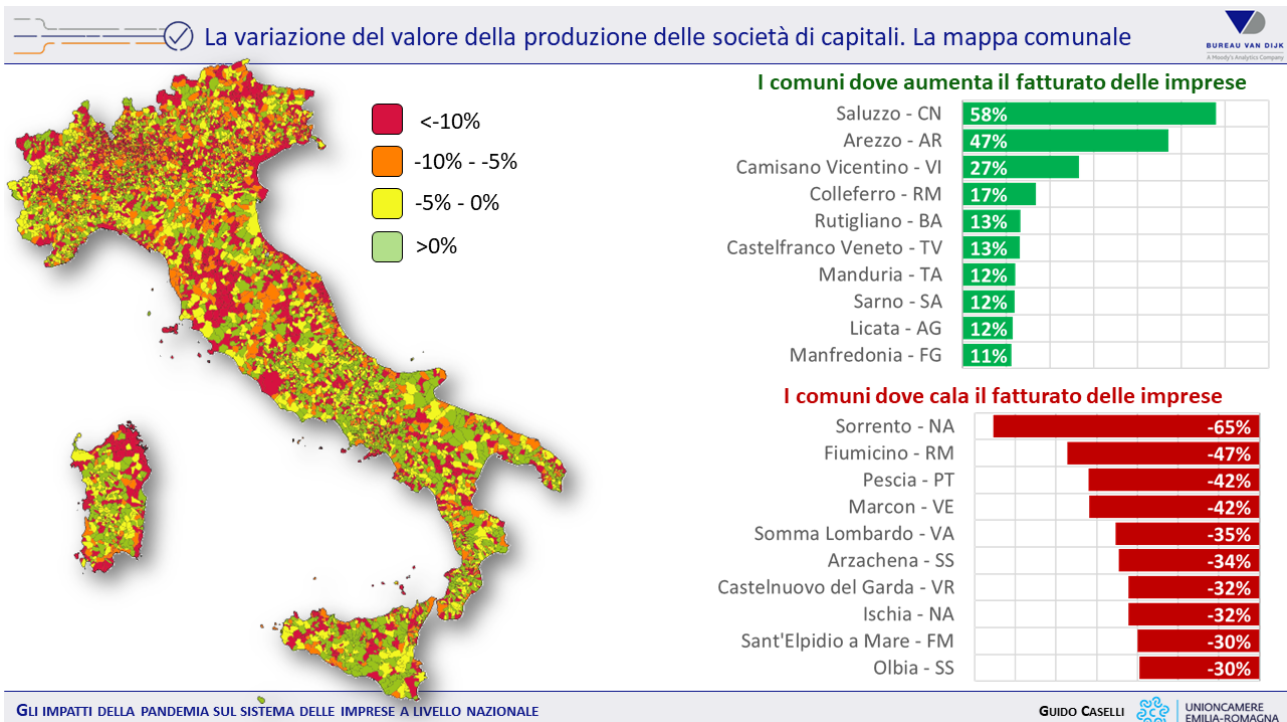 La variazione del valore della produzione delle società di capitali. La mappa comunale
BUREAU VAN DIJK
A Moody's Analytics Company
<-10%
-10% - -5%
-5% - 0%
>0%
I comuni dove aumenta il fatturato delle imprese
Saluzzo - CN 58%
Arezzo - AR 47%
Camisano Vicentino - VI 27%
Colleferro - RM 17%
Rutigliano - BA 13%
Castelfranco Veneto - TV 13%
Manduria - TA 12%
Sarno - SA 12%
Licata - AG 12%
Manfredonia - FG 11%
I comuni dove cala il fatturato delle imprese
Sorrento - NA -65%
Fiumicino - RM -47%
Pescia - PT -42%
Marcon - VE -42%
Somma Lombardo - VA -35%
Arzachena - SS -34%
Castelnuovo del Garda - VR -32%
Ischia - NA -32%
Sant'Elpidio a Mare - FM -30%
Olbia - SS -30%
GLI IMPATTI DELLA PANDEMIA SUL SISTEMA DELLE IMPRESE A LIVELLO NAZIONALE
GUIDO CASELLI
UNIONCAMERE
EMILIA-ROMAGNA